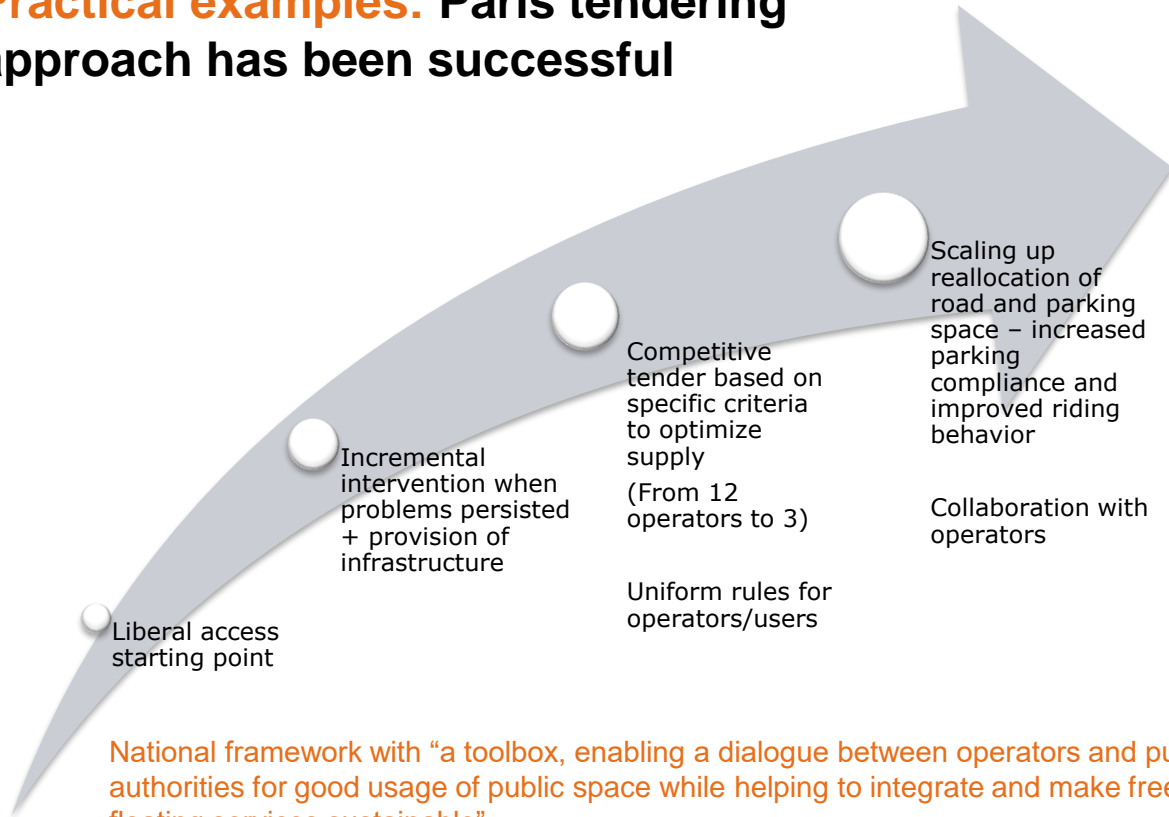 Practical examples: Paris tendering
approach has been successful
Scaling up
reallocation of
road and parking
space – increased
parking
compliance and
improved riding
behavior
Collaboration with
operators
Competitive
tender based on
specific criteria
to optimize
supply
(From 12
operators to 3)
Uniform rules for
operators/users
Incremental
intervention when
problems persisted
+ provision of
infrastructure
Liberal access
starting point
National framework with “a toolbox, enabling a dialogue between operators and
authorities for good usage of public space while helping to integrate and make free
floating services sustainable”